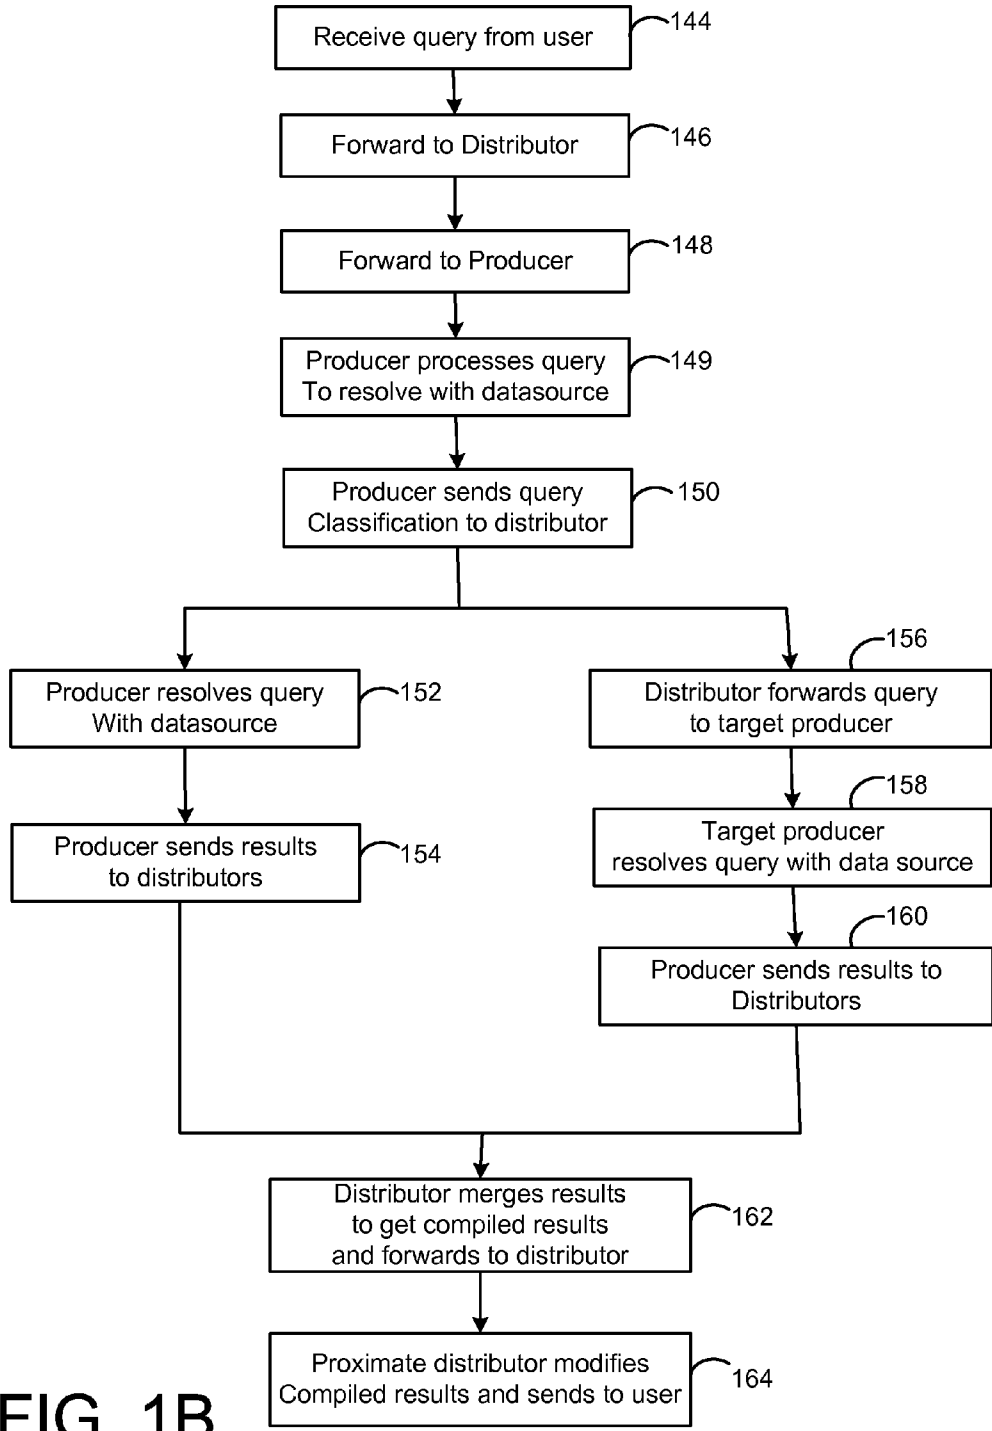 Receive query from user
144
Forward to Distributor
146
Forward to Producer
148
Producer processes query
To resolve with datasource
149
Producer sends query
Classification to distributor
150
Producer resolves query
With datasource
152
156
Distributor forwards query
to target producer
158
Producer sends results
to distributors
154
Target producer
resolves query with data source
160
Producer sends results to
Distributors
Distributor merges results
to get compiled results
and forwards to distributor
162
Proximate distributor modifies
Compiled results and sends to user
164
FIG. 1B